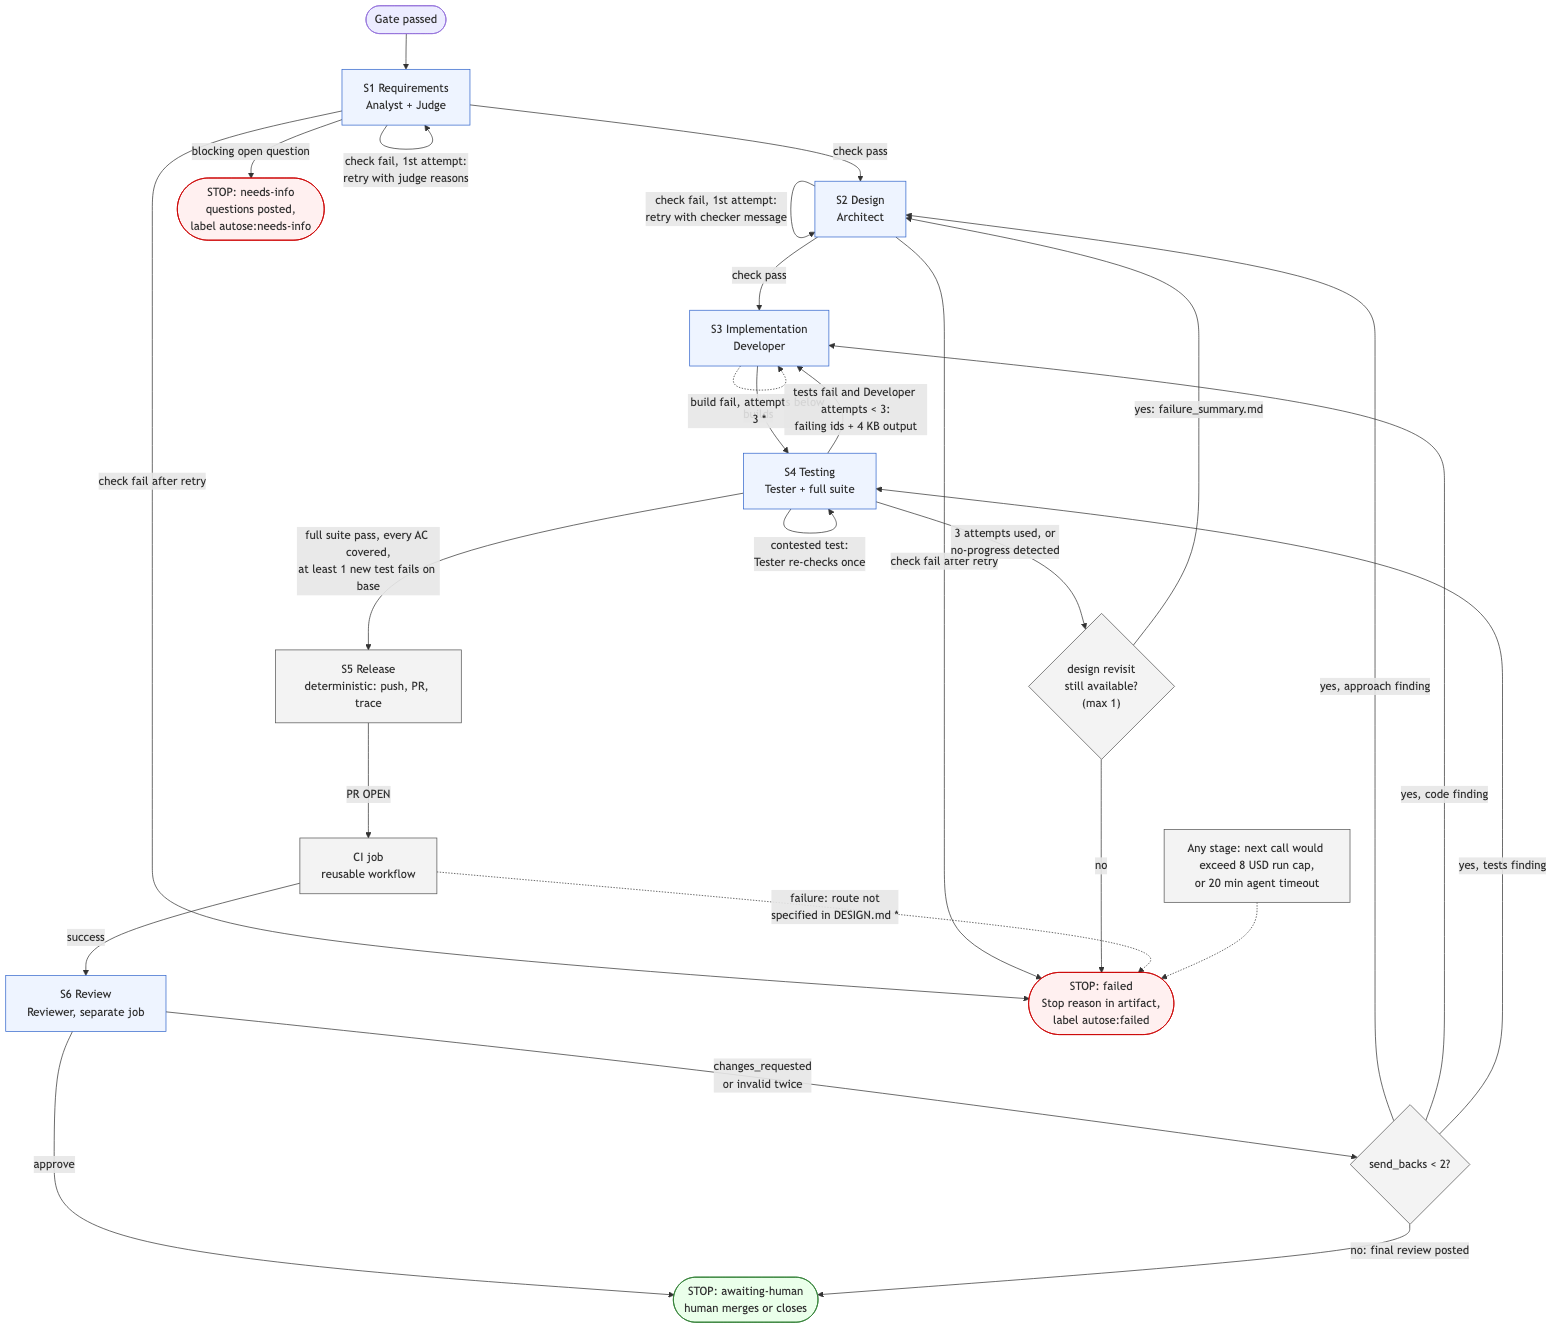 Gate passed
S1 Requirements
Analyst + Judge
blocking open question
check fail, 1st attempt:
retry with judge reasons
check pass
STOP: needs-info
questions posted,
label autose:needs-info
check fail, 1st attempt:
retry with checker message
S2 Design
Architect
check pass
S3 Implementation
Developer
build fail, attempt
3 *
below
tests fail and Developer
attempts < 3:
failing ids + 4 KB output
yes: failure_summary.md
S4 Testing
Tester + full suite
check fail after retry
full suite pass, every AC
covered,
at least 1 new test fails on
base
contested test:
Tester re-checks once
3 attempts used, or
no-progress detected
check fail after retry
S5 Release
deterministic: push, PR,
trace
design revisit
still available?
(max 1)
yes, approach finding
PR OPEN
yes, code finding
CI job
reusable workflow
no
Any stage: next call would
exceed 8 USD run cap,
or 20 min agent timeout
yes, tests finding
failure: route not
specified in DESIGN.md *
success
S6 Review
Reviewer, separate job
STOP: failed
Stop reason in artifact,
label autose:failed
changes_requested
or invalid twice
approve
send_backs < 2?
no: final review posted
STOP: awaiting-human
human merges or closes